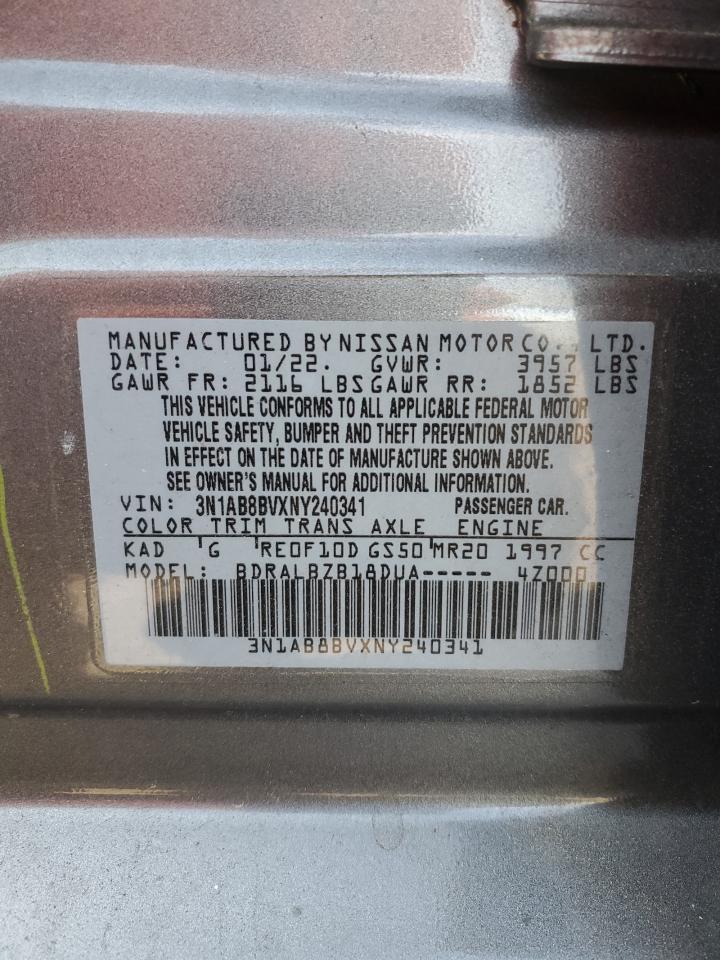 MANUFACTURED BY NISSAN MOTOR CO., LTD.
DATE: 01/22. GVWR: 3957 LBS
GAWR FR: 2116 LBS GAWR RR: 1852 LBS
THIS VEHICLE CONFORMS TO ALL APPLICABLE FEDERAL MOTOR
VEHICLE SAFETY, BUMPER AND THEFT PREVENTION STANDARDS
IN EFFECT ON THE DATE OF MANUFACTURE SHOWN ABOVE.
SEE OWNER'S MANUAL FOR ADDITIONAL INFORMATION.
VIN: 3N1AB8BVXNY240341 PASSENGER CAR.
COLOR TRIM TRANS AXLE ENGINE
KAD G RE0F10D GS50 MR20 1997 CC
MODEL: BDRALBZB18DUA----- 4Z000
3N1AB8BVXNY240341